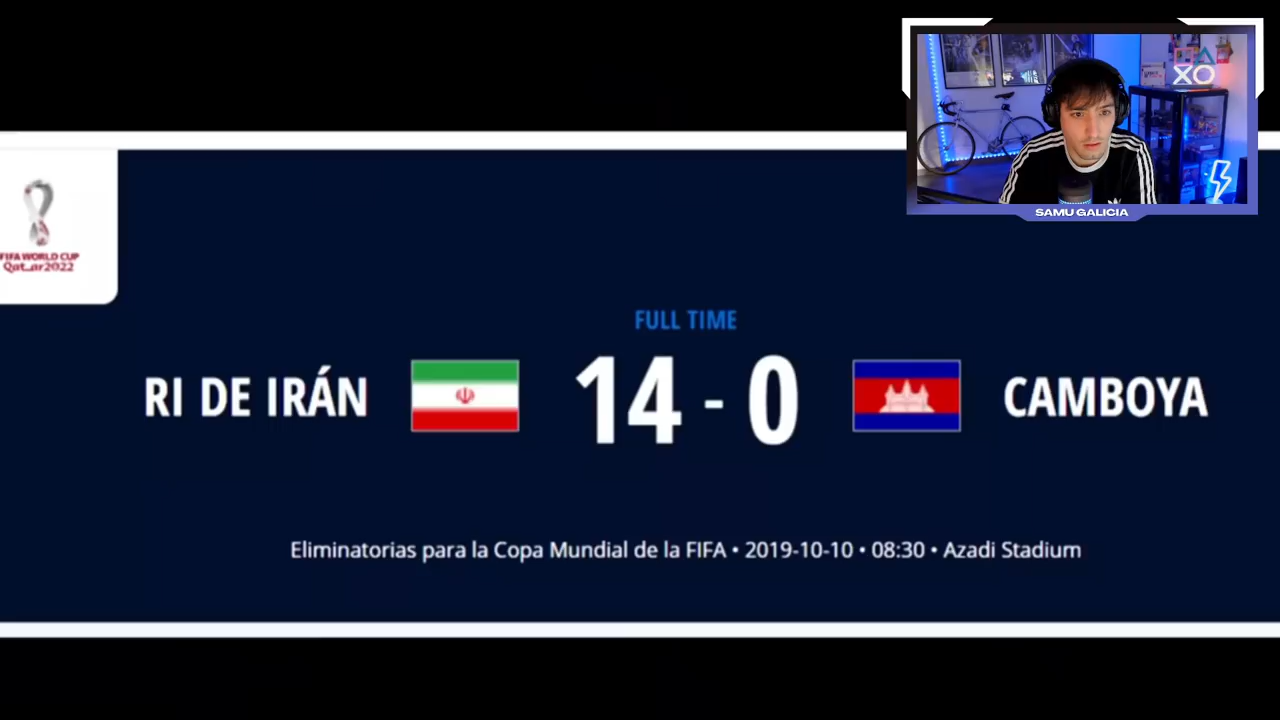 XO
SAMU GALICIA
FIFA WORLD CUP
Qatar2022
FULL TIME
RI DE IRÁN 14 - 0 CAMBOYA
Eliminatorias para la Copa Mundial de la FIFA • 2019-10-10 • 08:30 • Azadi Stadium